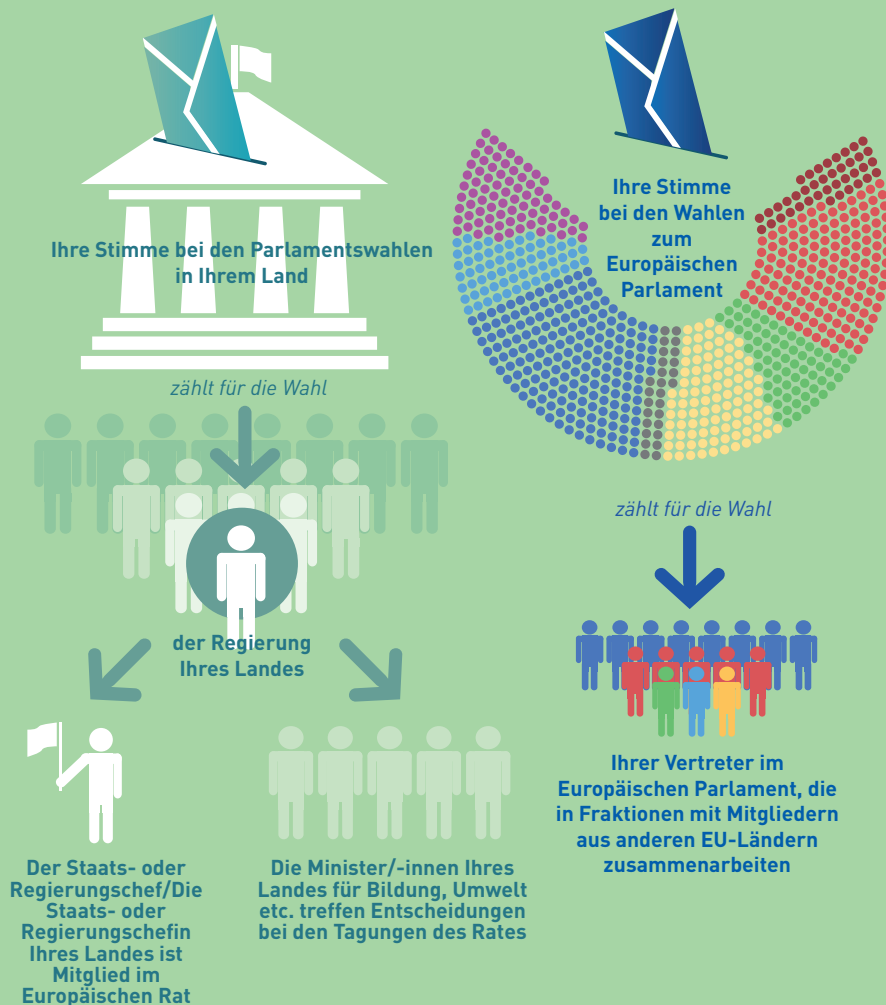 Ihre Stimme bei den Parlamentswahlen
in Ihrem Land
zählt für die Wahl
der Regierung
Ihres Landes
Der Staats- oder
Regierungschef/Die
Staats- oder
Regierungschefin
Ihres Landes ist
Mitglied im
Europäischen Rat
Die Minister/-innen Ihres
Landes für Bildung, Umwelt
etc. treffen Entscheidungen
bei den Tagungen des Rates
Ihre Stimme
bei den Wahlen
zum
Europäischen
Parlament
zählt für die Wahl
Ihrer Vertreter im
Europäischen Parlament, die
in Fraktionen mit Mitgliedern
aus anderen EU-Ländern
zusammenarbeiten